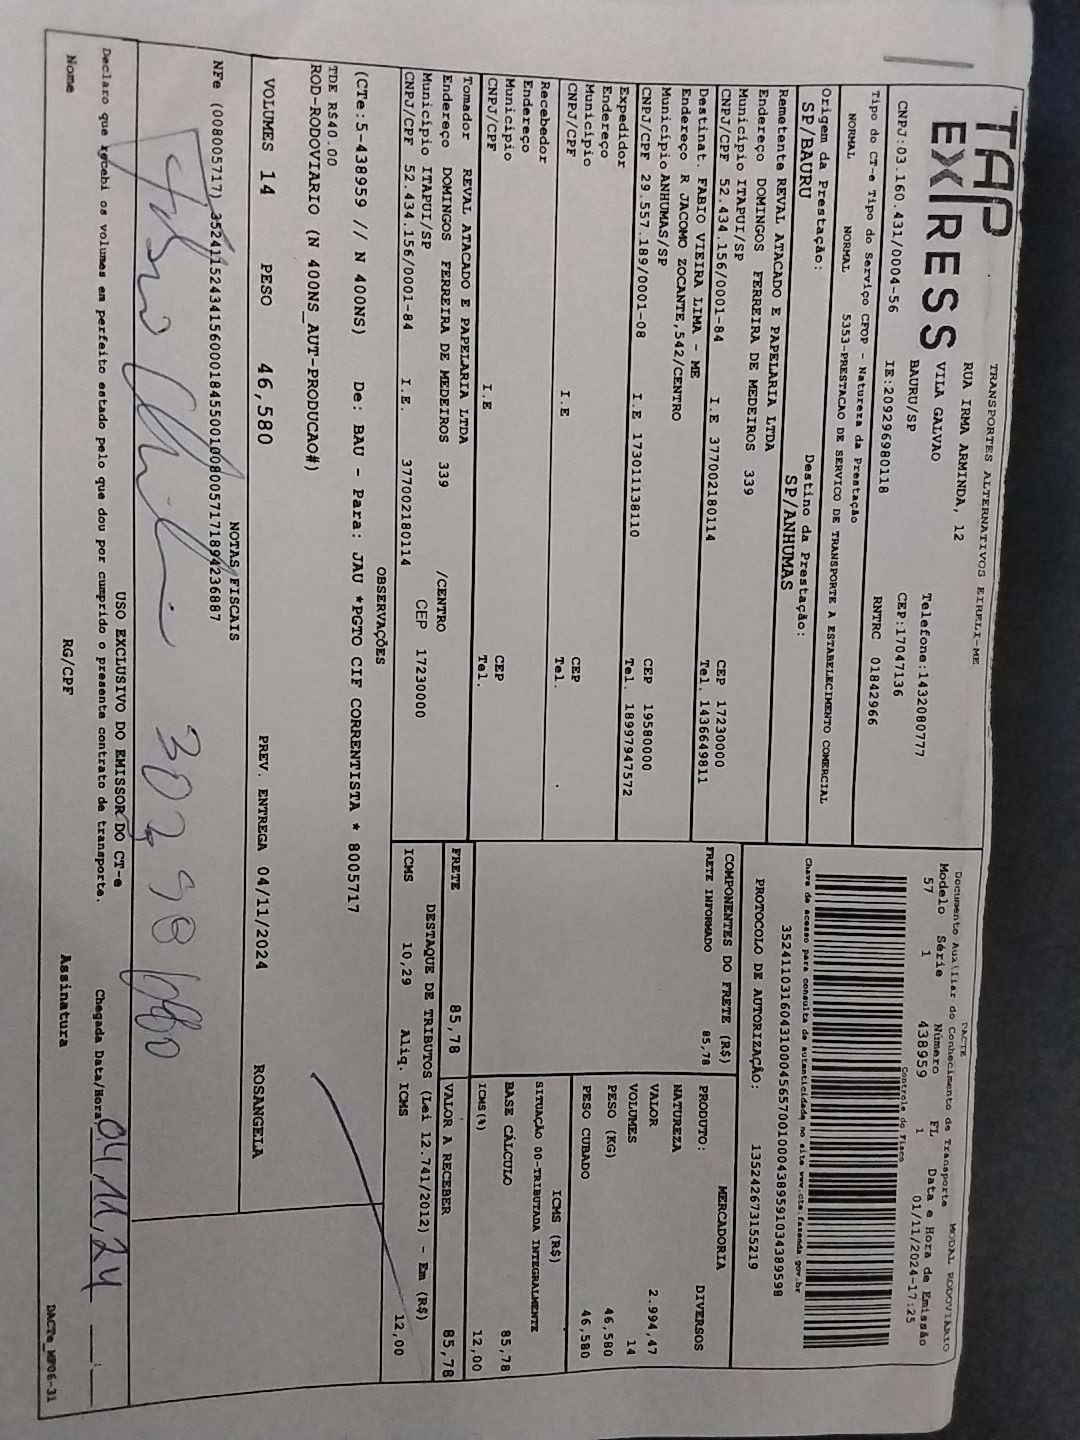 TAP
EXPRESS
TRANSPORTES ALTERNATIVOS EIRELI-ME
RUA IRMA ARMINDA, 12
VILA GALVAO
BAURU/SP
Telefone:1432080777
CEP:17047136
CNPJ:03.160.431/0004-56 IE:209296980118 RNTRC 01842966
Tipo do CT-e Tipo do Serviço CFOP - Natureza da Prestação
NORMAL NORMAL 5353-PRESTACAO DE SERVICO DE TRANSPORTE A ESTABELECIMENTO COMERCIAL
Origem da Prestação: Destino da Prestação:
SP/BAURU SP/ANHUMAS
Remetente REVAL ATACADO E PAPELARIA LTDA
Endereço DOMINGOS FERREIRA DE MEDEIROS 339
Município ITAPUI/SP CEP 17230000
CNPJ/CPF 52.434.156/0001-84 I.E 377002180114 Tel. 1436649811
Destinat. FABIO VIEIRA LIMA - ME
Endereço R JACOMO ZOCANTE,542/CENTRO
Município ANHUMAS/SP CEP 19580000
CNPJ/CPF 29.557.189/0001-08 I.E 173011138110 Tel. 18997947572
Expedidor
Endereço
Município CEP
CNPJ/CPF I.E Tel.
Recebedor
Endereço
Município CEP
CNPJ/CPF I.E Tel.
Tomador REVAL ATACADO E PAPELARIA LTDA
Endereço DOMINGOS FERREIRA DE MEDEIROS 339 /CENTRO
Município ITAPUI/SP CEP 17230000
CNPJ/CPF 52.434.156/0001-84 I.E. 377002180114
DACTE MODAL RODOVIÁRIO
Documento Auxiliar do Conhecimento de Transporte
Modelo Série Número FL Data e Hora de Emissão
57 1 438959 1 01/11/2024-17:25
Controle do Fisco
Chave de acesso para consulta de autenticidade no site www.cte.fazenda.gov.br
35241103160431000456570010004389591034389598
PROTOCOLO DE AUTORIZAÇÃO: 135242673155219
COMPONENTES DO FRETE (R$)
FRETE INFORMADO 85,78
FRETE 85,78
PRODUTO: MERCADORIA
NATUREZA DIVERSOS
VALOR 2.994,47
VOLUMES 14
PESO (KG) 46,580
PESO CUBADO 46,580
ICMS (R$)
SITUAÇÃO 00-TRIBUTADA INTEGRALMENTE
BASE CÁLCULO 85,78
ICMS(%) 12,00
VALOR A RECEBER 85,78
DESTAQUE DE TRIBUTOS (Lei 12.741/2012) - Em (R$)
ICMS 10,29 Aliq. ICMS 12,00
OBSERVAÇÕES
(CTe:5-438959 // N 400NS) De: BAU - Para: JAU *PGTO CIF CORRENTISTA * 8005717
TDE R$40.00
ROD-RODOVIARIO (N 400NS_AUT-PRODUCAO#)
VOLUMES 14 PESO 46,580 PREV. ENTREGA 04/11/2024 ROSANGELA
NOTAS FISCAIS
NFe (008005717) 35241152434156000184550010080057171894236887
USO EXCLUSIVO DO EMISSOR DO CT-e
Declaro que recebi os volumes em perfeito estado pelo que dou por cumprido o presente contrato de transporte. Chegada Data/Hora 04/11/24 __:__
Nome RG/CPF Assinatura DACTe_MP06-31